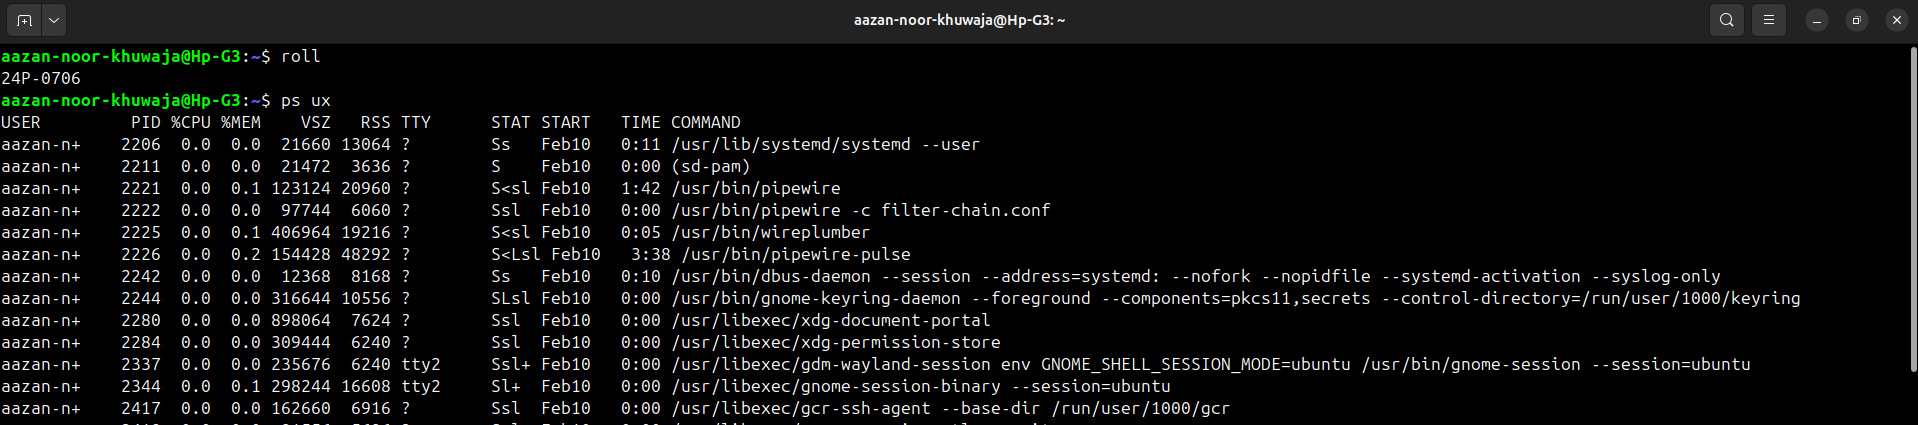 aazan-noor-khuwaja@Hp-G3: ~
aazan-noor-khuwaja@Hp-G3:~$ roll
24P-0706
aazan-noor-khuwaja@Hp-G3:~$ ps ux
USER         PID %CPU %MEM    VSZ   RSS TTY      STAT START   TIME COMMAND
aazan-n+    2206  0.0  0.0  21660 13064 ?        Ss   Feb10   0:11 /usr/lib/systemd/systemd --user
aazan-n+    2211  0.0  0.0  21472  3636 ?        S    Feb10   0:00 (sd-pam)
aazan-n+    2221  0.0  0.1 123124 20960 ?        S<sl Feb10   1:42 /usr/bin/pipewire
aazan-n+    2222  0.0  0.0  97744  6060 ?        Ssl  Feb10   0:00 /usr/bin/pipewire -c filter-chain.conf
aazan-n+    2225  0.0  0.1 406964 19216 ?        S<sl Feb10   0:05 /usr/bin/wireplumber
aazan-n+    2226  0.0  0.2 154428 48292 ?        S<Lsl Feb10   3:38 /usr/bin/pipewire-pulse
aazan-n+    2242  0.0  0.0  12368  8168 ?        Ss   Feb10   0:10 /usr/bin/dbus-daemon --session --address=systemd: --nofork --nopidfile --systemd-activation --syslog-only
aazan-n+    2244  0.0  0.0 316644 10556 ?        SLsl Feb10   0:00 /usr/bin/gnome-keyring-daemon --foreground --components=pkcs11,secrets --control-directory=/run/user/1000/keyring
aazan-n+    2280  0.0  0.0 898064  7624 ?        Ssl  Feb10   0:00 /usr/libexec/xdg-document-portal
aazan-n+    2284  0.0  0.0 309444  6240 ?        Ssl  Feb10   0:00 /usr/libexec/xdg-permission-store
aazan-n+    2337  0.0  0.0 235676  6240 tty2     Ssl+ Feb10   0:00 /usr/libexec/gdm-wayland-session env GNOME_SHELL_SESSION_MODE=ubuntu /usr/bin/gnome-session --session=ubuntu
aazan-n+    2344  0.0  0.1 298244 16608 tty2     Sl+  Feb10   0:00 /usr/libexec/gnome-session-binary --session=ubuntu
aazan-n+    2417  0.0  0.0 162660  6916 ?        Ssl  Feb10   0:00 /usr/libexec/gcr-ssh-agent --base-dir /run/user/1000/gcr